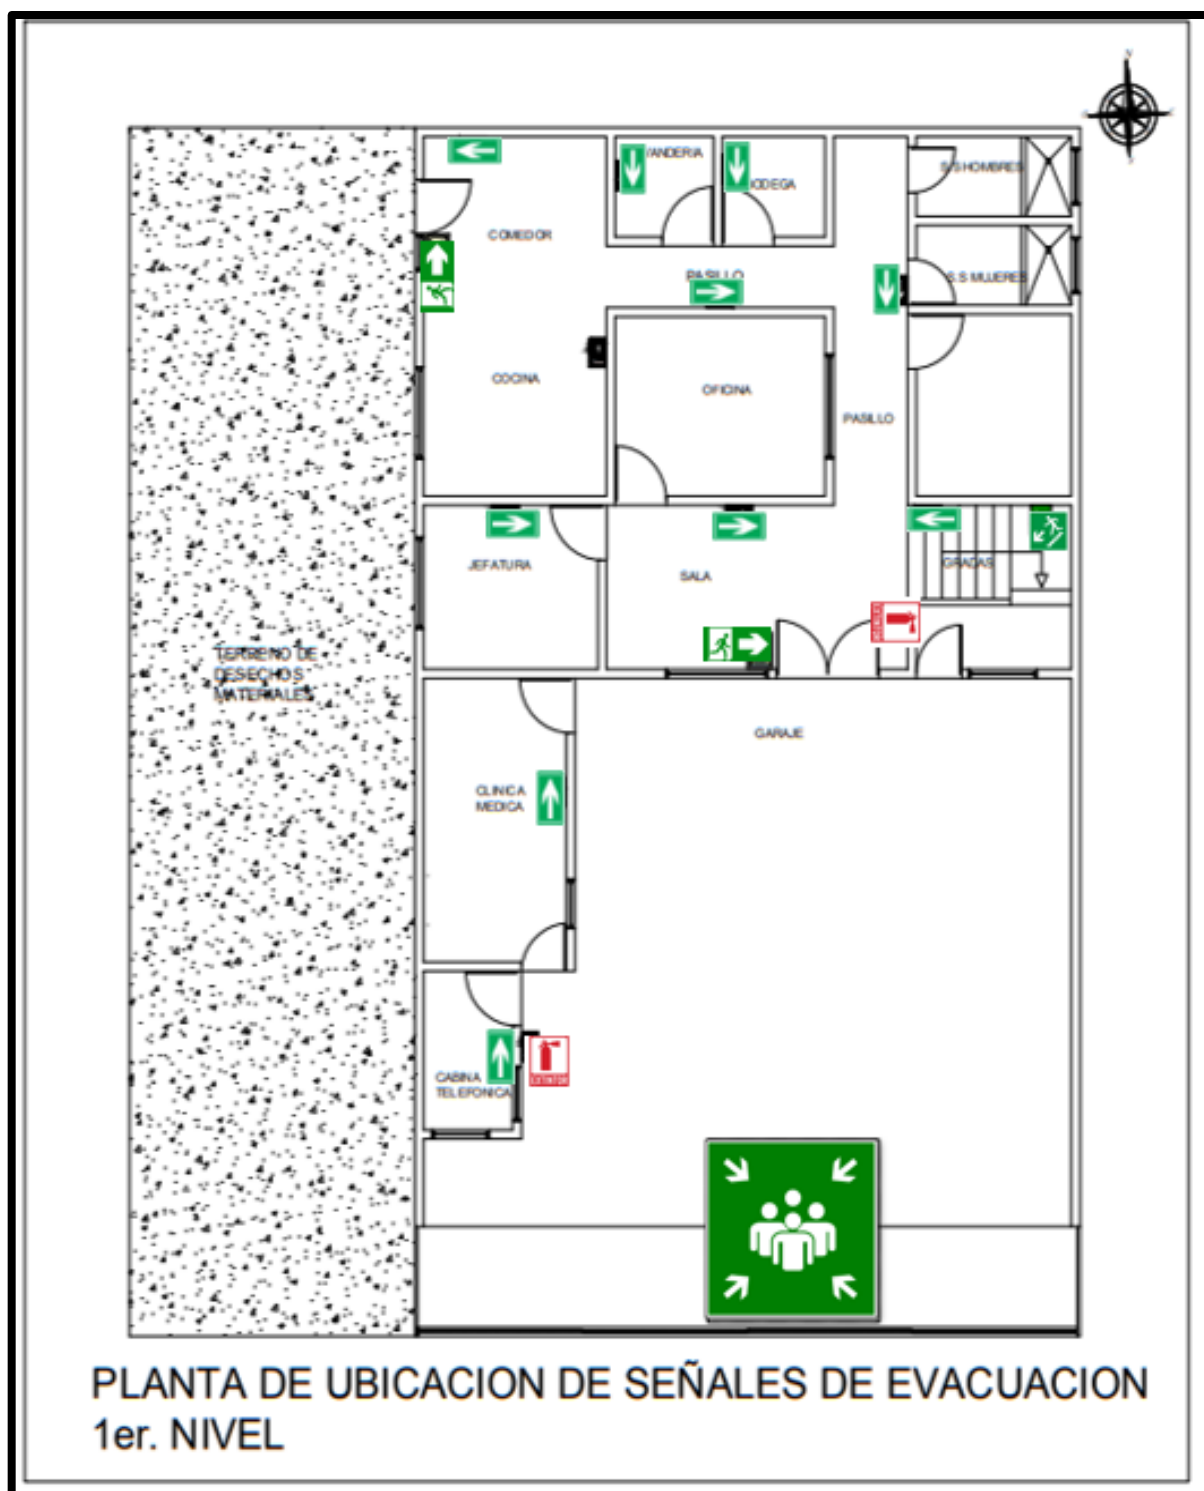 N
VANDERIA
S.S HOMBRES
BODEGA
COMEDOR
PASILLO
S.S MUJERES
COCINA
OFICINA
PASILLO
JEFATURA
SALA
GRADAS
TERRENO DE
DESECHOS
MATERIALES
GARAJE
CLINICA
MEDICA
CABINA
TELEFONICA
EXTINTOR
PLANTA DE UBICACION DE SEÑALES DE EVACUACION
1er. NIVEL